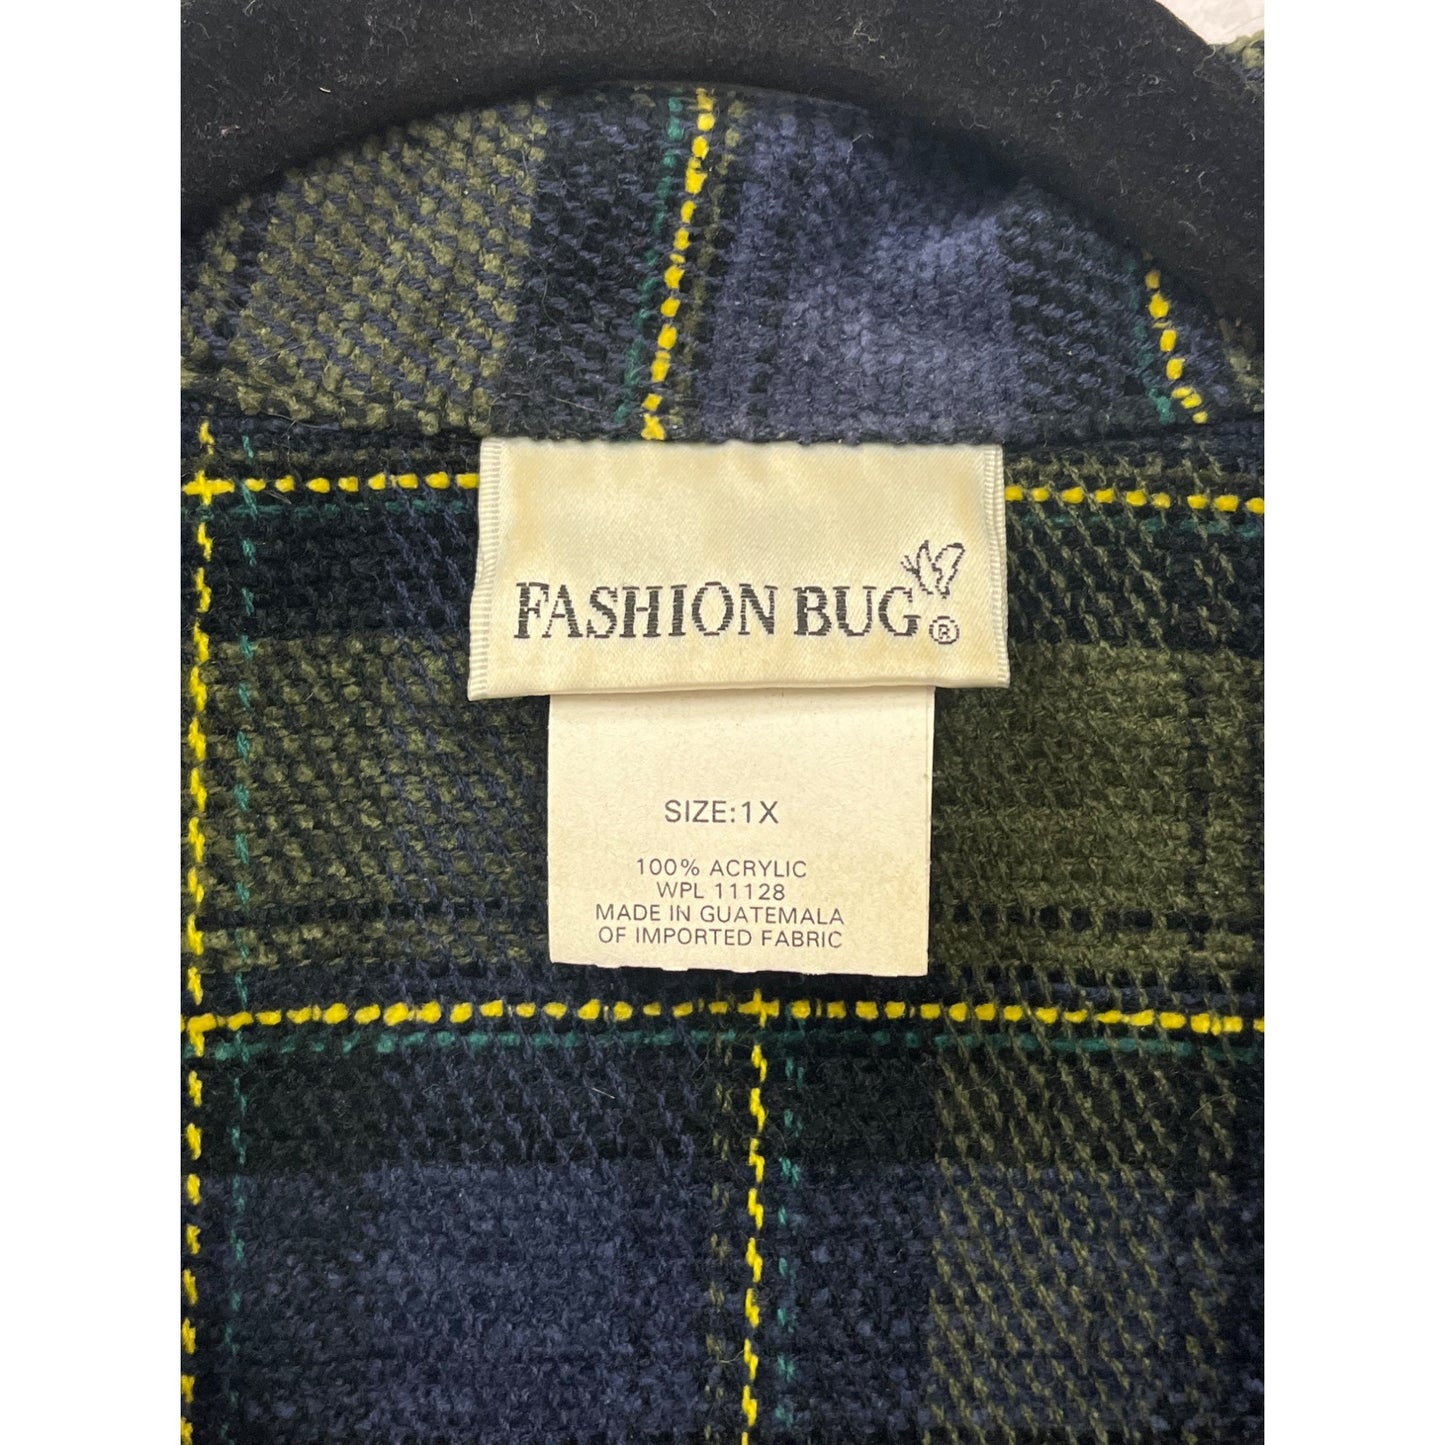 FASHION BUG®
SIZE:1X
100% ACRYLIC
WPL 11128
MADE IN GUATEMALA
OF IMPORTED FABRIC